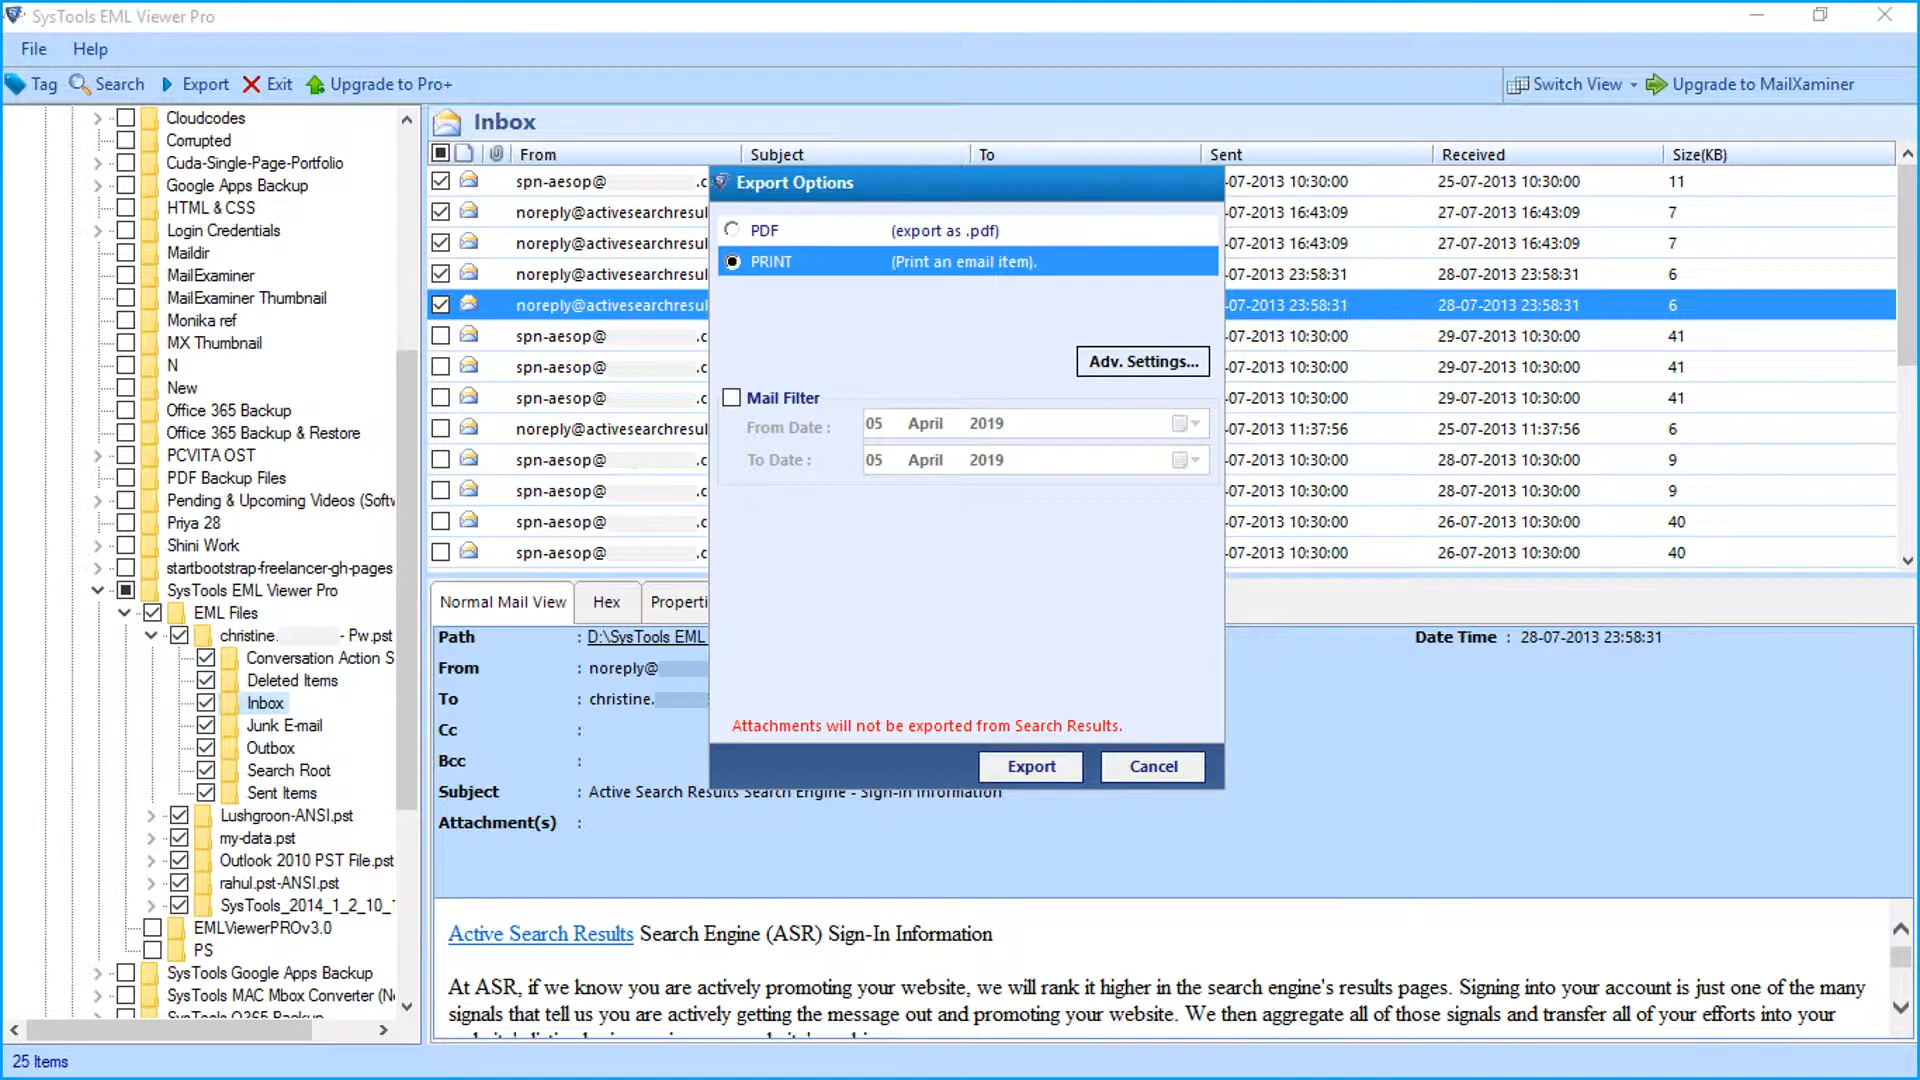 SysTools EML Viewer Pro
File Help
Tag Search Export Exit Upgrade to Pro+ Switch View Upgrade to MailXaminer
Cloudcodes
Corrupted
Cuda-Single-Page-Portfolio
Google Apps Backup
HTML & CSS
Login Credentials
Maildir
MailExaminer
MailExaminer Thumbnail
Monika ref
MX Thumbnail
N
New
Office 365 Backup
Office 365 Backup & Restore
PCVITA OST
PDF Backup Files
Pending & Upcoming Videos (Softw
Priya 28
Shini Work
startbootstrap-freelancer-gh-pages
SysTools EML Viewer Pro
EML Files
christine. - Pw.pst
Conversation Action S
Deleted Items
Inbox
Junk E-mail
Outbox
Search Root
Sent Items
Lushgroon-ANSI.pst
my-data.pst
Outlook 2010 PST File.pst
rahul.pst-ANSI.pst
SysTools_2014_1_2_10_
EMLViewerPROv3.0
PS
SysTools Google Apps Backup
SysTools MAC Mbox Converter (Ne
SysTools O365 Backup
25 Items
Inbox
From Subject To Sent Received Size(KB)
spn-aesop@ .c -07-2013 10:30:00 25-07-2013 10:30:00 11
noreply@activesearchresul -07-2013 16:43:09 27-07-2013 16:43:09 7
noreply@activesearchresul -07-2013 16:43:09 27-07-2013 16:43:09 7
noreply@activesearchresul -07-2013 23:58:31 28-07-2013 23:58:31 6
noreply@activesearchresul -07-2013 23:58:31 28-07-2013 23:58:31 6
spn-aesop@ .c -07-2013 10:30:00 29-07-2013 10:30:00 41
spn-aesop@ .c -07-2013 10:30:00 29-07-2013 10:30:00 41
spn-aesop@ .c -07-2013 10:30:00 29-07-2013 10:30:00 41
noreply@activesearchresul -07-2013 11:37:56 25-07-2013 11:37:56 6
spn-aesop@ .c -07-2013 10:30:00 28-07-2013 10:30:00 9
spn-aesop@ .c -07-2013 10:30:00 28-07-2013 10:30:00 9
spn-aesop@ .c -07-2013 10:30:00 26-07-2013 10:30:00 40
spn-aesop@ .c -07-2013 10:30:00 26-07-2013 10:30:00 40
Export Options
PDF (export as .pdf)
PRINT (Print an email item).
Adv. Settings...
Mail Filter
From Date : 05 April 2019
To Date : 05 April 2019
Attachments will not be exported from Search Results.
Export Cancel
Normal Mail View Hex Properti
Path : D:\SysTools EML Date Time : 28-07-2013 23:58:31
From : noreply@
To : christine.
Cc :
Bcc :
Subject : Active Search Results Search Engine - Sign-In Information
Attachment(s) :
Active Search Results Search Engine (ASR) Sign-In Information
At ASR, if we know you are actively promoting your website, we will rank it higher in the search engine's results pages. Signing into your account is just one of the many
signals that tell us you are actively getting the message out and promoting your website. We then aggregate all of those signals and transfer all of your efforts into your